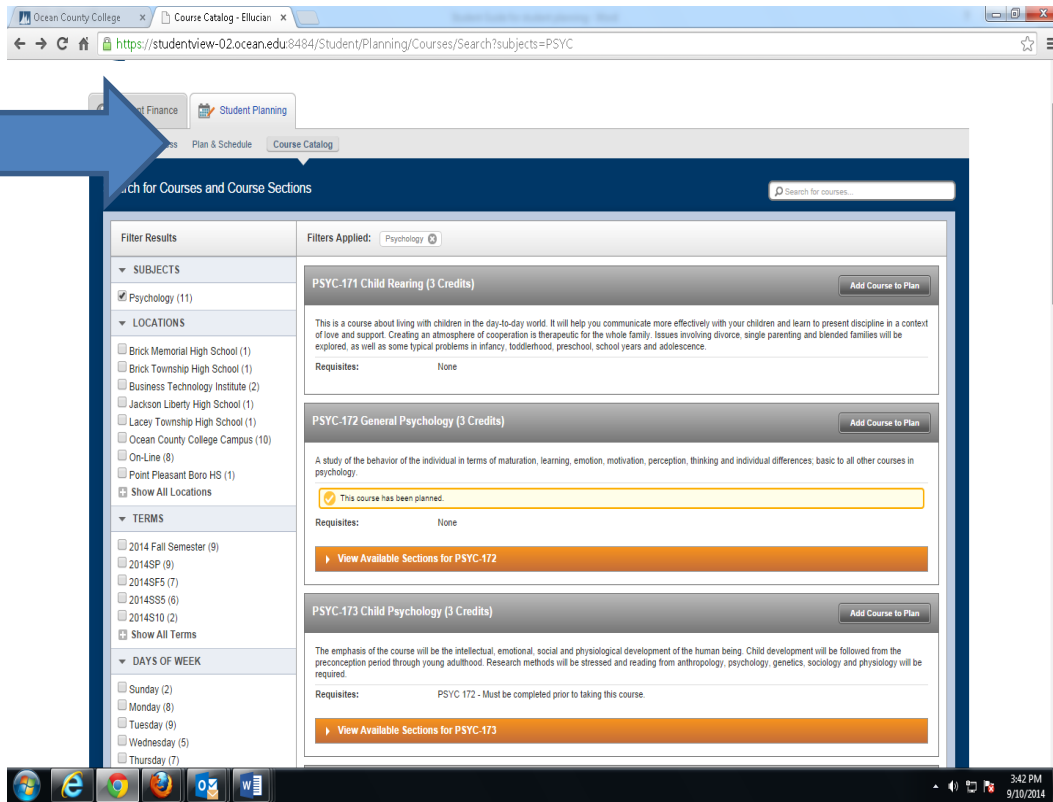 Ocean County College
Course Catalog - Ellucian
https://studentview-02.ocean.edu:8484/Student/Planning/Courses/Search?subjects=PSYC
nt Finance
Student Planning
ss
Plan & Schedule
Course Catalog
rch for Courses and Course Sections
Search for courses...
Filter Results
Filters Applied: Psychology
SUBJECTS
Psychology (11)
LOCATIONS
Brick Memorial High School (1)
Brick Township High School (1)
Business Technology Institute (2)
Jackson Liberty High School (1)
Lacey Township High School (1)
Ocean County College Campus (10)
On-Line (8)
Point Pleasant Boro HS (1)
Show All Locations
TERMS
2014 Fall Semester (9)
2014SP (9)
2014SF5 (7)
2014SS5 (6)
2014S10 (2)
Show All Terms
DAYS OF WEEK
Sunday (2)
Monday (8)
Tuesday (9)
Wednesday (5)
Thursday (7)
PSYC-171 Child Rearing (3 Credits)
Add Course to Plan
This is a course about living with children in the day-to-day world. It will help you communicate more effectively with your children and learn to present discipline in a context
of love and support. Creating an atmosphere of cooperation is therapeutic for the whole family. Issues involving divorce, single parenting and blended families will be
explored, as well as some typical problems in infancy, toddlerhood, preschool, school years and adolescence.
Requisites: None
PSYC-172 General Psychology (3 Credits)
Add Course to Plan
A study of the behavior of the individual in terms of maturation, learning, emotion, motivation, perception, thinking and individual differences; basic to all other courses in
psychology.
This course has been planned.
Requisites: None
View Available Sections for PSYC-172
PSYC-173 Child Psychology (3 Credits)
Add Course to Plan
The emphasis of the course will be the intellectual, emotional, social and physiological development of the human being. Child development will be followed from the
preconception period through young adulthood. Research methods will be stressed and reading from anthropology, psychology, genetics, sociology and physiology will be
required.
Requisites: PSYC 172 - Must be completed prior to taking this course.
View Available Sections for PSYC-173
3:42 PM
9/10/2014